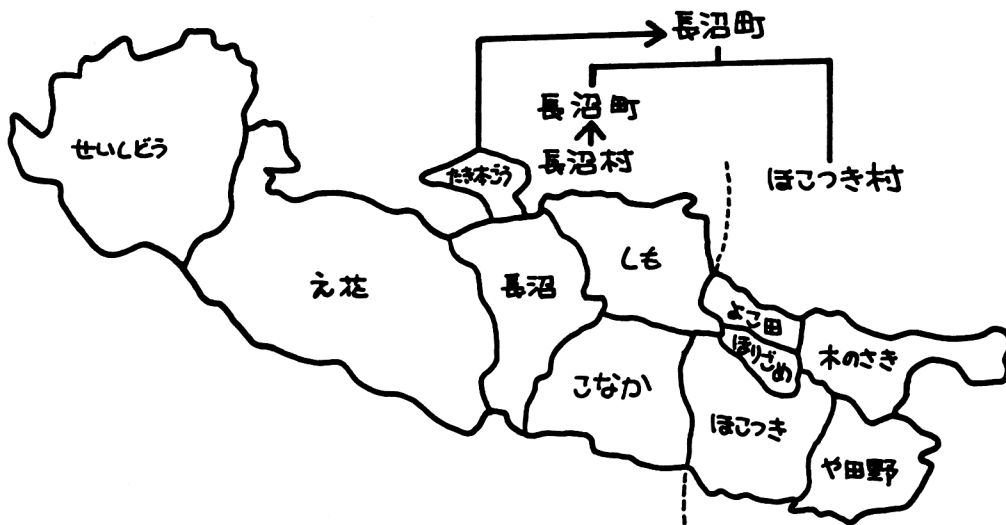 長沼町
長沼町
長沼村
ほこつき村
せいしどう
たき本ごう
え花
長沼
しも
よこ田
ほりごめ
木のさき
こなか
ほこつき
や田野